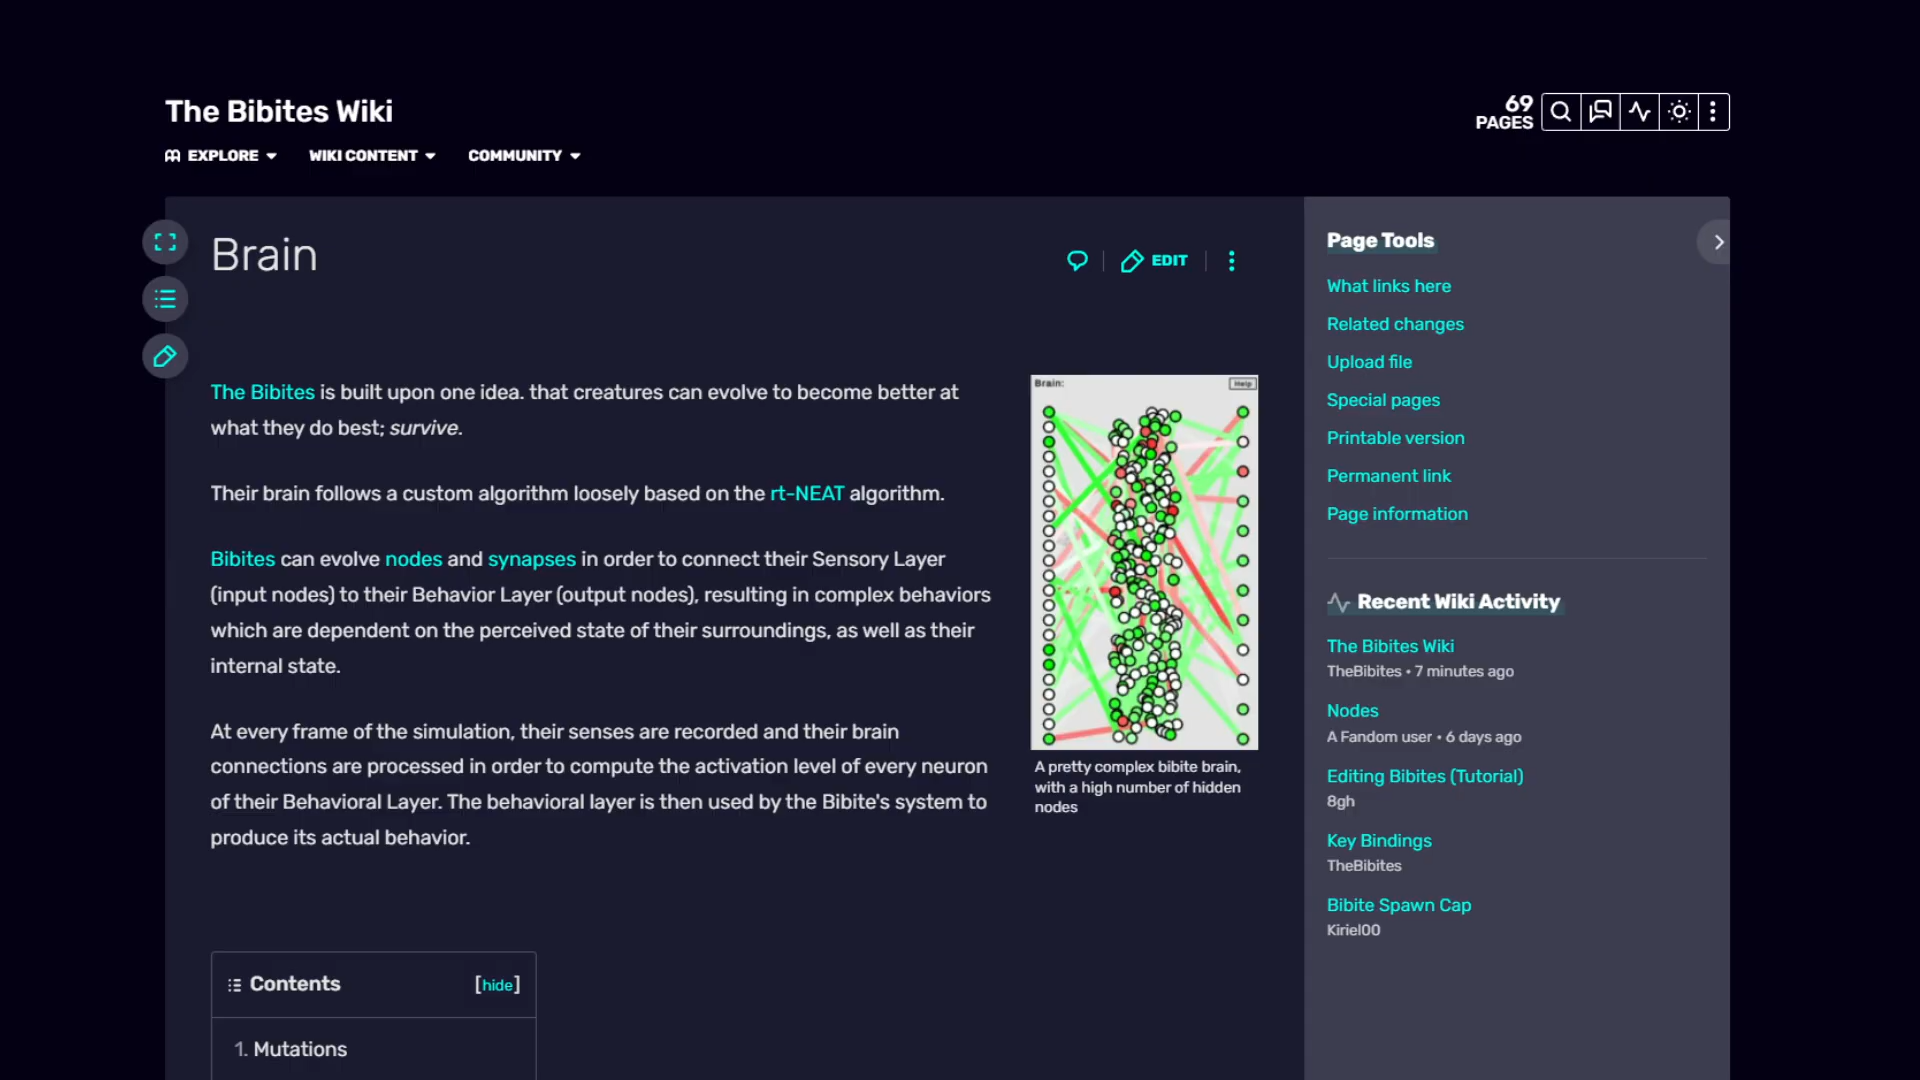 The Bibites Wiki
69
PAGES
EXPLORE
WIKI CONTENT
COMMUNITY
Brain
EDIT
The Bibites is built upon one idea. that creatures can evolve to become better at
what they do best; survive.
Their brain follows a custom algorithm loosely based on the rt-NEAT algorithm.
Bibites can evolve nodes and synapses in order to connect their Sensory Layer
(input nodes) to their Behavior Layer (output nodes), resulting in complex behaviors
which are dependent on the perceived state of their surroundings, as well as their
internal state.
At every frame of the simulation, their senses are recorded and their brain
connections are processed in order to compute the activation level of every neuron
of their Behavioral Layer. The behavioral layer is then used by the Bibite's system to
produce its actual behavior.
Brain:
Help
A pretty complex bibite brain,
with a high number of hidden
nodes
Contents
[hide]
1. Mutations
Page Tools
What links here
Related changes
Upload file
Special pages
Printable version
Permanent link
Page information
Recent Wiki Activity
The Bibites Wiki
TheBibites • 7 minutes ago
Nodes
A Fandom user • 6 days ago
Editing Bibites (Tutorial)
8gh
Key Bindings
TheBibites
Bibite Spawn Cap
Kiriel00